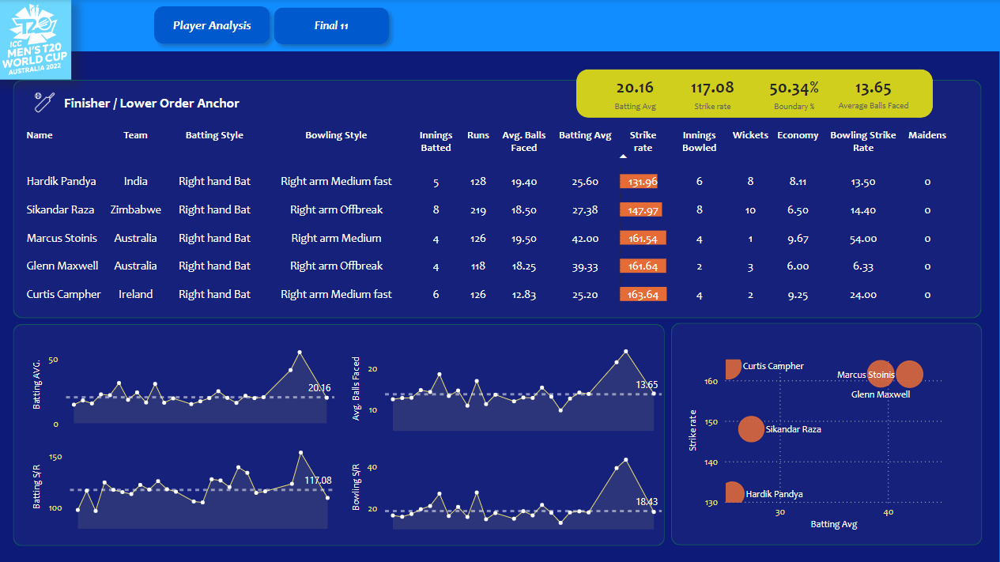 T20
ICC
MEN'S T20
WORLD CUP
AUSTRALIA 2022
Player Analysis
Final 11
Finisher / Lower Order Anchor
20.16 117.08 50.34% 13.65
Batting Avg Strike rate Boundary % Average Balls Faced
Name Team Batting Style Bowling Style Innings Batted Runs Avg. Balls Faced Batting Avg Strike rate Innings Bowled Wickets Economy Bowling Strike Rate Maidens
Hardik Pandya India Right hand Bat Right arm Medium fast 5 128 19.40 25.60 131.96 6 8 8.11 13.50 0
Sikandar Raza Zimbabwe Right hand Bat Right arm Offbreak 8 219 18.50 27.38 147.97 8 10 6.50 14.40 0
Marcus Stoinis Australia Right hand Bat Right arm Medium 4 126 19.50 42.00 161.54 4 1 9.67 54.00 0
Glenn Maxwell Australia Right hand Bat Right arm Offbreak 4 118 18.25 39.33 161.64 2 3 6.00 6.33 0
Curtis Campher Ireland Right hand Bat Right arm Medium fast 6 126 12.83 25.20 163.64 4 2 9.25 24.00 0
Batting AVG.
50
0
20.16
Avg. Balls Faced
20
10
13.65
Batting S/R
150
100
117.08
Bowling S/R
40
20
18.43
Strike rate
160
150
140
130
Curtis Campher
Marcus Stoinis
Glenn Maxwell
Sikandar Raza
Hardik Pandya
30 40
Batting Avg